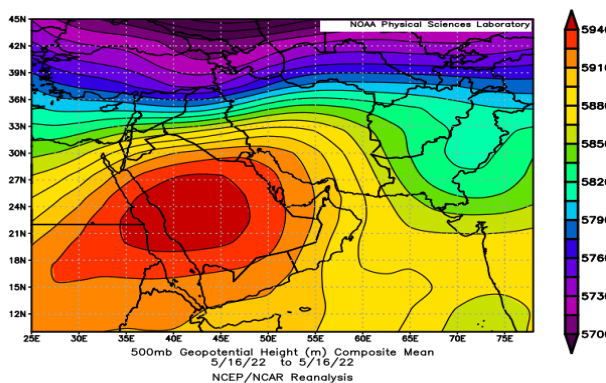 NOAA Physical Sciences Laboratory
45N
42N
39N
36N
33N
30N
27N
24N
21N
18N
15N
12N
25E 30E 35E 40E 45E 50E 55E 60E 65E 70E 75E
5940
5910
5880
5850
5820
5790
5760
5730
5700
500mb Geopotential Height (m) Composite Mean
5/16/22 to 5/16/22
NCEP/NCAR Reanalysis